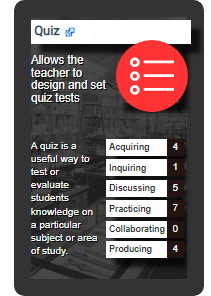 Quiz
Allows the
teacher to
design and set
quiz tests
A quiz is a
useful way to
test or
evaluate
students
knowledge on
a particular
subject or area
of study.
Acquiring 4
Inquiring 1
Discussing 5
Practicing 7
Collaborating 0
Producing 4